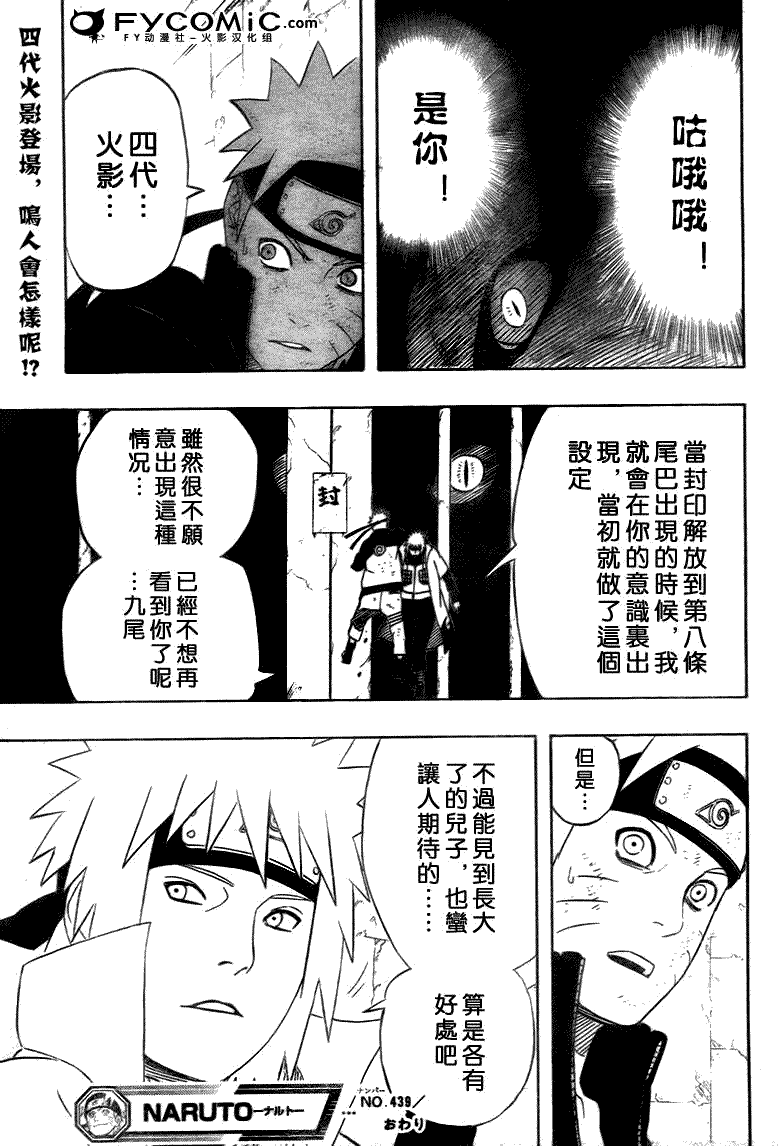 FYCOMIC.com
FY动漫社-火影汉化组
咕哦哦！
是你！
四代…
火影…
四代火影登場，鳴人會怎樣呢!?
當封印解放到第八條
尾巴出現的時候，我
就會在你的意識裏出
現，當初就做了這個
設定
封
雖然很不願
意出現這種
情況…
已經不想再
看到你了呢
…九尾
但是…
不過能見到長大
了的兒子，也蠻
讓人期待的……
算是各有
好處吧
NARUTO—ナルト—
ナンバー
NO.439
おわり